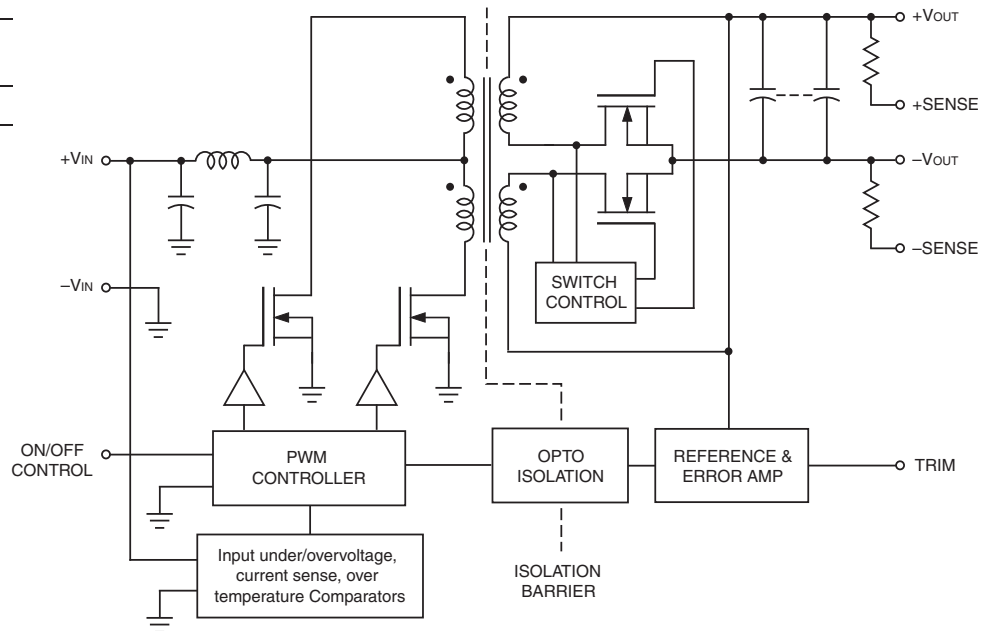 +VOUT
+SENSE
+VIN
–VOUT
–SENSE
–VIN
SWITCH
CONTROL
ON/OFF
CONTROL
PWM
CONTROLLER
OPTO
ISOLATION
REFERENCE &
ERROR AMP
TRIM
Input under/overvoltage,
current sense, over
temperature Comparators
ISOLATION
BARRIER